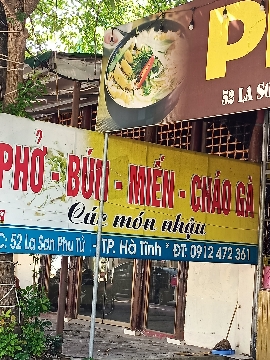 P
52 LA SƠ
PHỞ - BÚN - MIẾN - CHÁO GÀ
Các món nhậu
C: 52 La Sơn Phu Tử - TP. Hà Tĩnh * ĐT: 0912 472 361